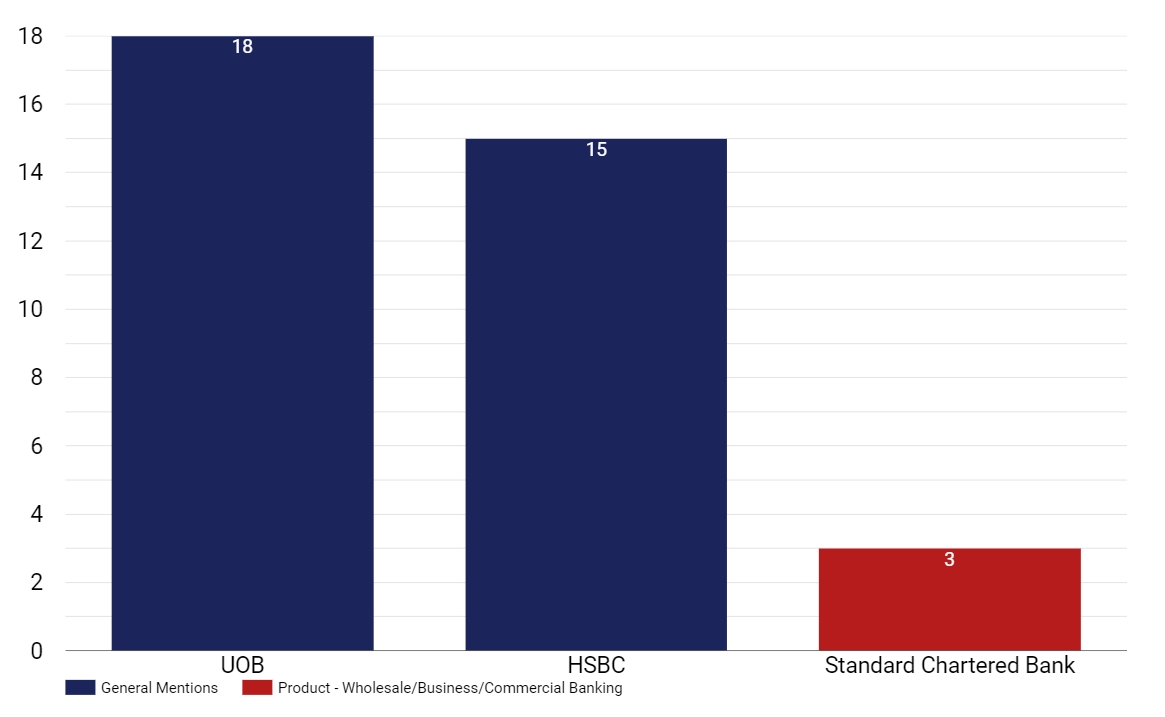 18
16
14
12
10
8
6
4
2
0
18
15
3
UOB
HSBC
Standard Chartered Bank
General Mentions
Product - Wholesale/Business/Commercial Banking